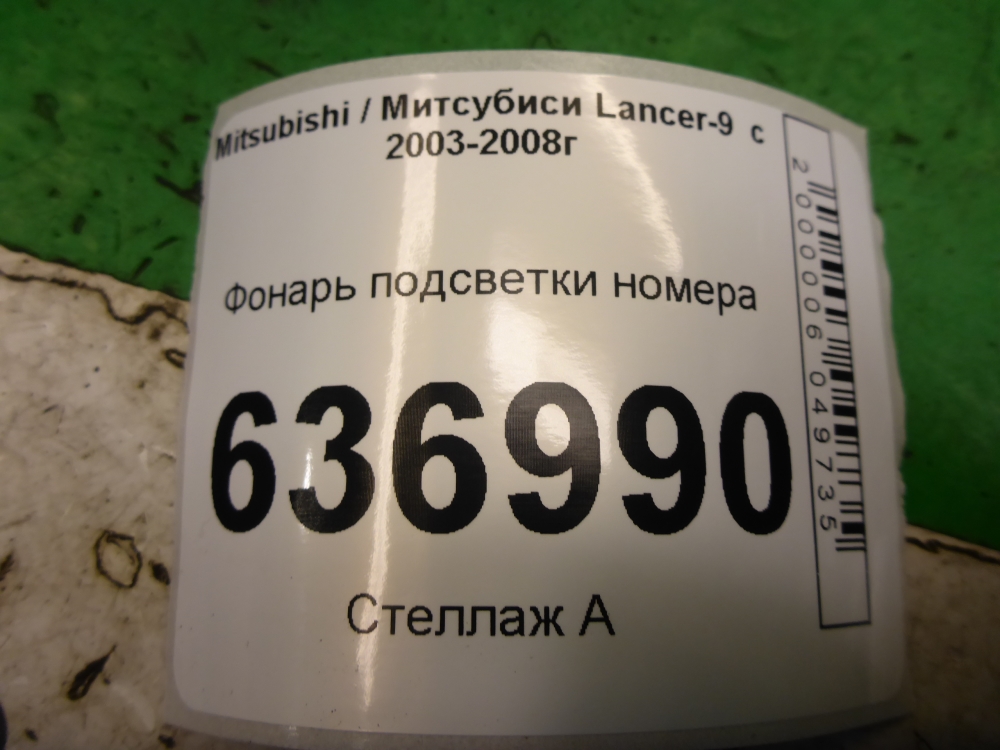 Mitsubishi / Митсубиси Lancer-9 с
2003-2008г
Фонарь подсветки номера
636990
Стеллаж А
2000006049735